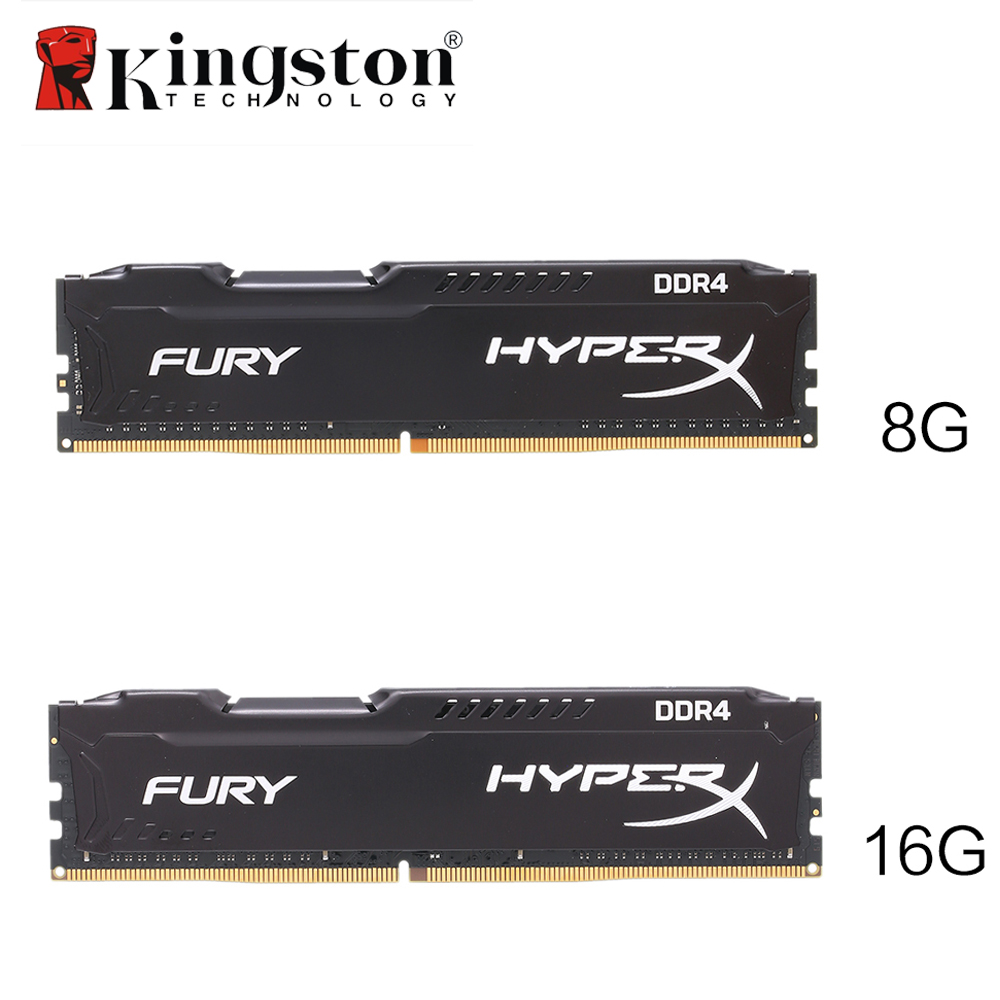 Kingston®
TECHNOLOGY
DDR4
FURY HYPERX
8G
DDR4
FURY HYPERX
16G